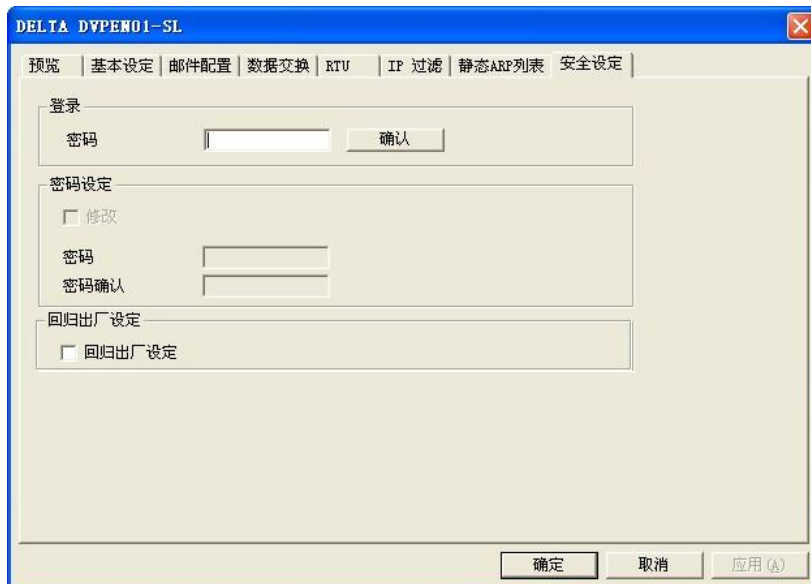 DELTA DVPEN01-SL
预览 基本设定 邮件配置 数据交换 RTU IP 过滤 静态ARP列表 安全设定
登录
密码 确认
密码设定
修改
密码
密码确认
回归出厂设定
回归出厂设定
确定 取消 应用(A)